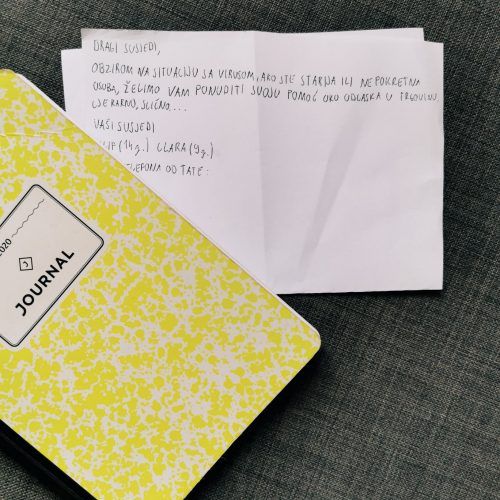 DRAGI SUSJEDI,
OBZIROM NA SITUACIJU SA VIRUSOM, AKO STE STARIJA ILI NEPOKRETNA
OSOBA, ŽELIMO VAM PONUDITI SVOJU POMOĆ OKO ODLASKA U TRGOVINU,
LJEKARNU, SLIČNO...
VAŠI SUSJEDI
(14g.) CLARA (9g.)
OD TATE:
2020
JOURNAL